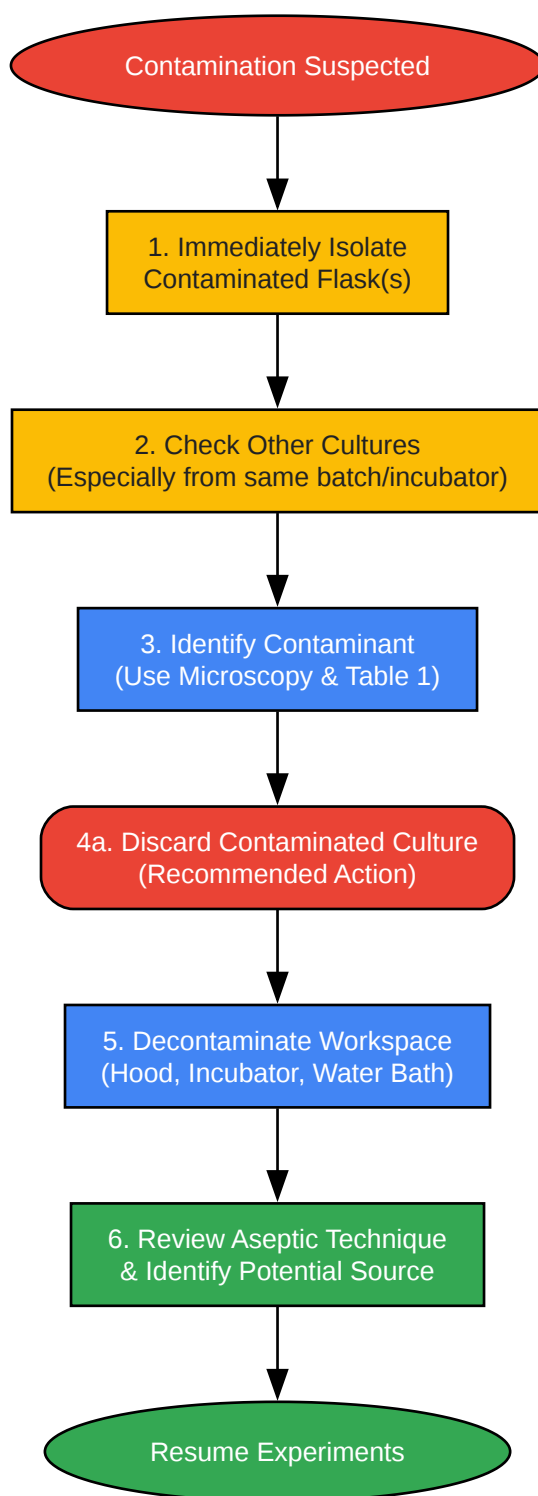 Contamination Suspected
1. Immediately Isolate
Contaminated Flask(s)
2. Check Other Cultures
(Especially from same batch/incubator)
3. Identify Contaminant
(Use Microscopy & Table 1)
4a. Discard Contaminated Culture
(Recommended Action)
5. Decontaminate Workspace
(Hood, Incubator, Water Bath)
6. Review Aseptic Technique
& Identify Potential Source
Resume Experiments